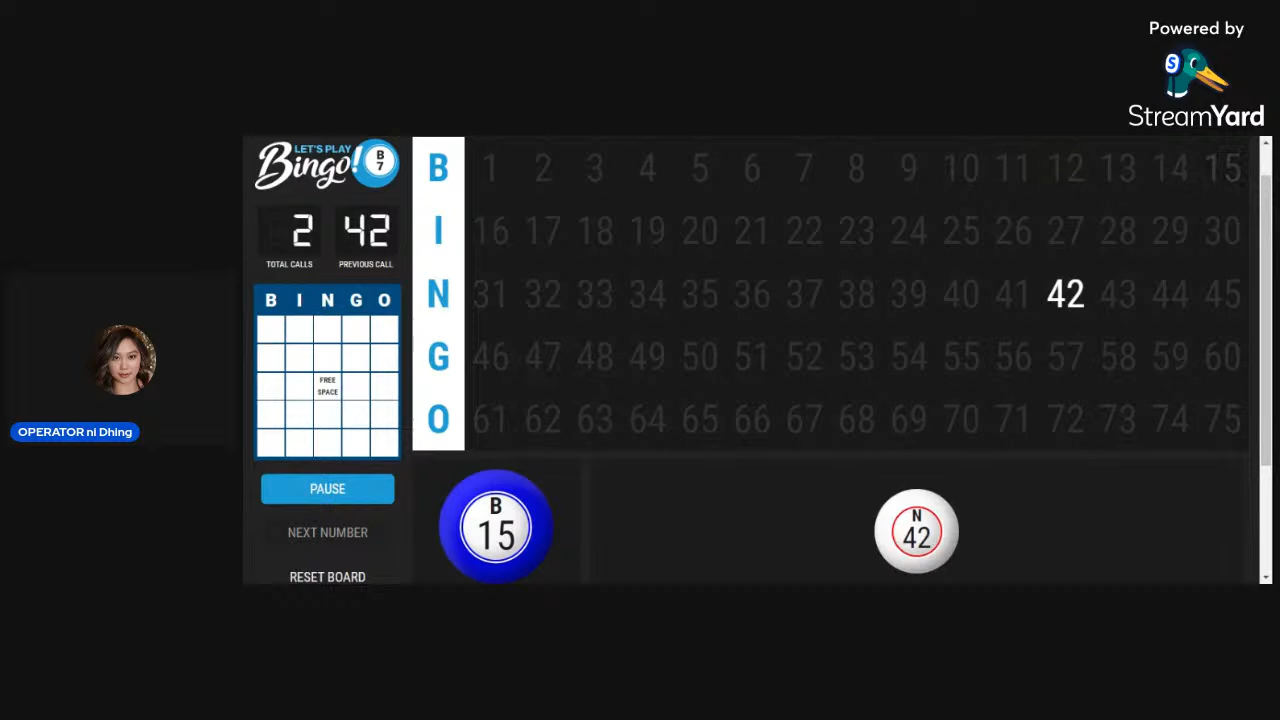 Powered by
S
StreamYard
LET'S PLAY
Bingo!
B
7
2
42
TOTAL CALLS
PREVIOUS CALL
B I N G O
FREE
SPACE
PAUSE
NEXT NUMBER
RESET BOARD
B 1 2 3 4 5 6 7 8 9 10 11 12 13 14 15
I 16 17 18 19 20 21 22 23 24 25 26 27 28 29 30
N 31 32 33 34 35 36 37 38 39 40 41 42 43 44 45
G 46 47 48 49 50 51 52 53 54 55 56 57 58 59 60
O 61 62 63 64 65 66 67 68 69 70 71 72 73 74 75
B
15
N
42
OPERATOR ni Dhing